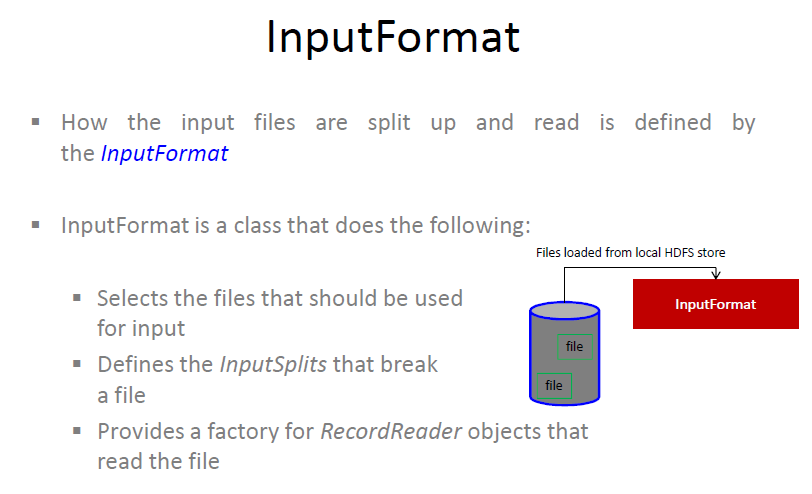 InputFormat
▪ How the input files are split up and read is defined by
the InputFormat
▪ InputFormat is a class that does the following:
Files loaded from local HDFS store
InputFormat
file
file
▪ Selects the files that should be used
for input
▪ Defines the InputSplits that break
a file
▪ Provides a factory for RecordReader objects that
read the file